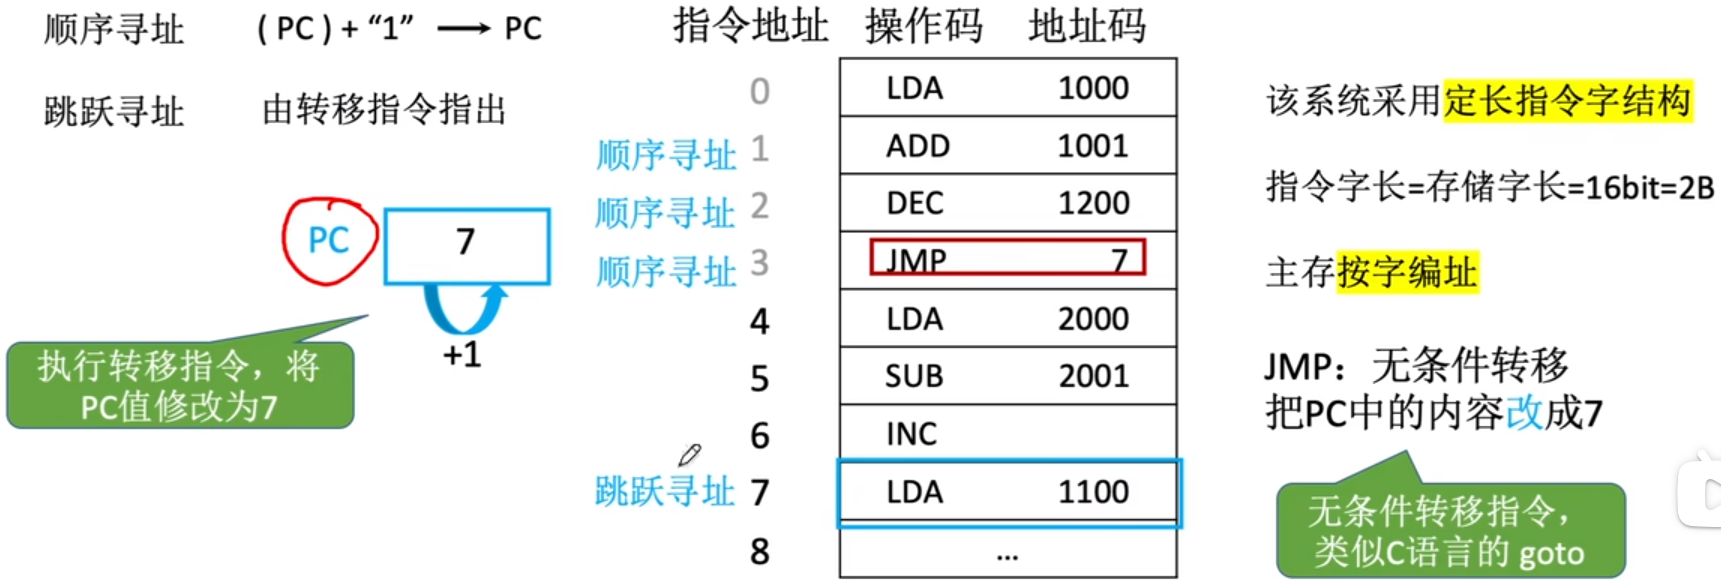 顺序寻址 ( PC ) + “1” → PC
跳跃寻址 由转移指令指出
PC 7
+1
执行转移指令，将
PC值修改为7
指令地址 操作码 地址码
0 LDA 1000
顺序寻址 1 ADD 1001
顺序寻址 2 DEC 1200
顺序寻址 3 JMP 7
4 LDA 2000
5 SUB 2001
6 INC
跳跃寻址 7 LDA 1100
8 ...
该系统采用定长指令字结构
指令字长=存储字长=16bit=2B
主存按字编址
JMP：无条件转移
把PC中的内容改成7
无条件转移指令，
类似C语言的 goto